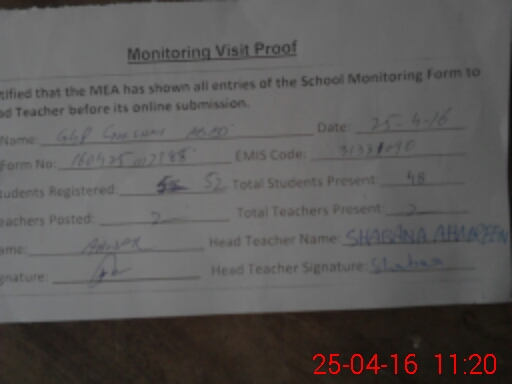 Monitoring Visit Proof
tified that the MEA has shown all entries of the School Monitoring Form to
ad Teacher before its online submission.
Name: GGP Date: 25-4-16
Form No: EMIS Code:
tudents Registered: 52 Total Students Present: 48
eachers Posted: 2 Total Teachers Present: 2
ame: Head Teacher Name: SHABANA
gnature: Head Teacher Signature:
25-04-16 11:20